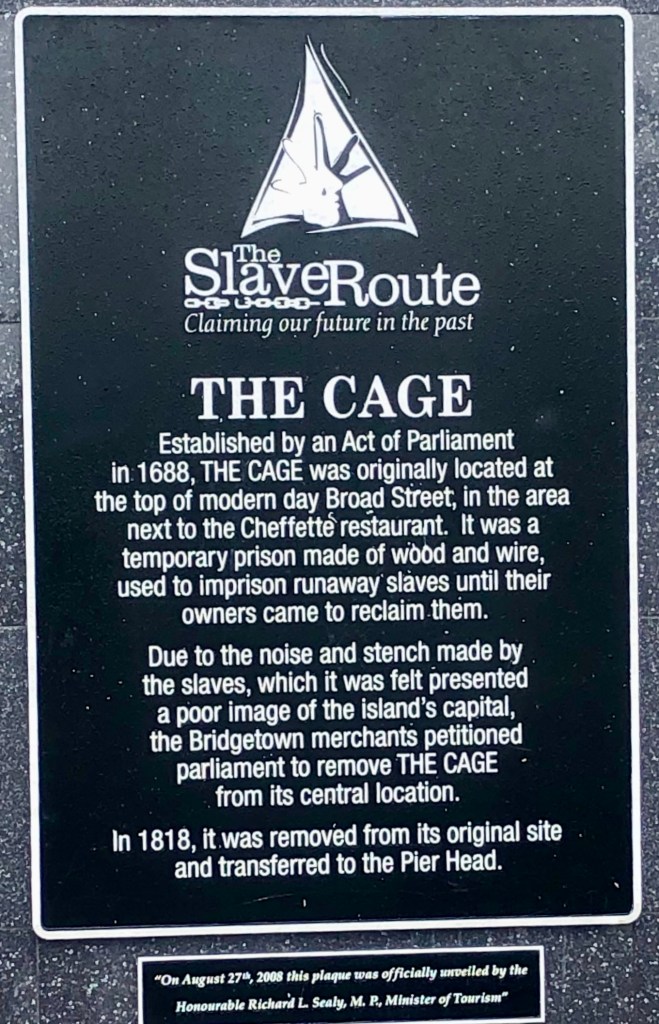 The
Slave Route
Claiming our future in the past
THE CAGE
Established by an Act of Parliament
in 1688, THE CAGE was originally located at
the top of modern day Broad Street, in the area
next to the Cheffette restaurant. It was a
temporary prison made of wood and wire,
used to imprison runaway slaves until their
owners came to reclaim them.
Due to the noise and stench made by
the slaves, which it was felt presented
a poor image of the island's capital,
the Bridgetown merchants petitioned
parliament to remove THE CAGE
from its central location.
In 1818, it was removed from its original site
and transferred to the Pier Head.
"On August 27th, 2008 this plaque was officially unveiled by the
Honourable Richard L. Sealy, M. P., Minister of Tourism"